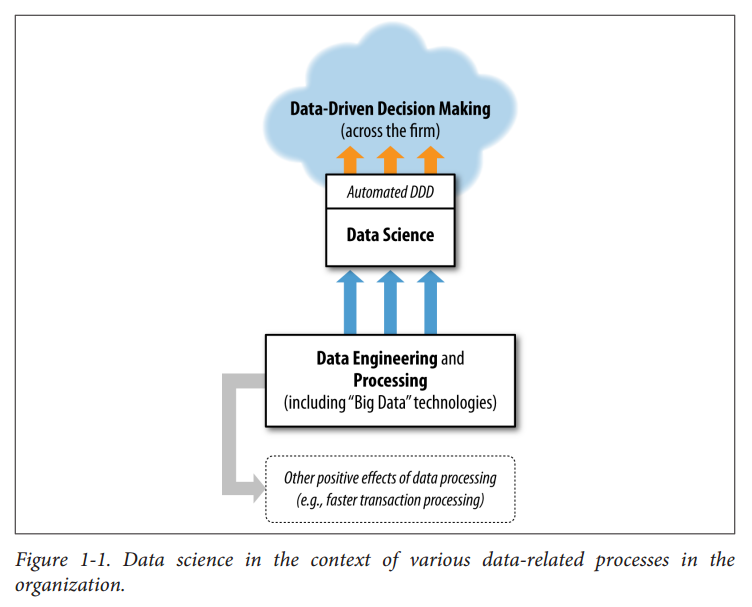 Data-Driven Decision Making
(across the firm)
Automated DDD
Data Science
Data Engineering and
Processing
(including “Big Data” technologies)
Other positive effects of data processing
(e.g., faster transaction processing)
Figure 1-1. Data science in the context of various data-related processes in the
organization.